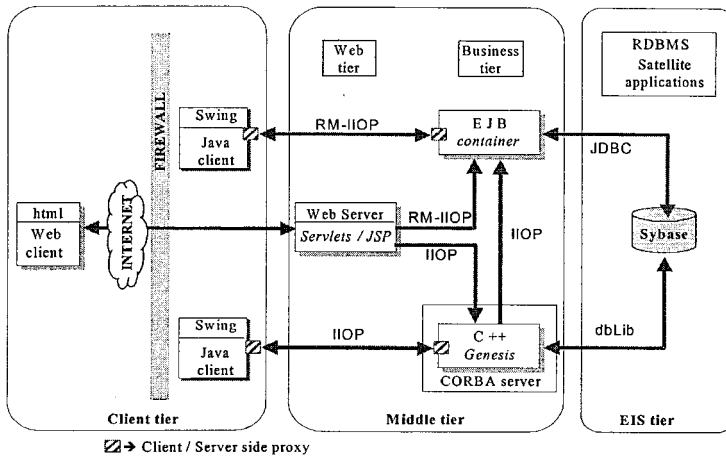 Web
tier
Business
tier
RDBMS
Satellite
applications
FIREWALL
Swing
Java
client
RM-IIOP
E J B
container
JDBC
html
Web
client
INTERNET
Web Server
Servlets / JSP
RM-IIOP
IIOP
IIOP
Sybase
Swing
Java
client
IIOP
C ++
Genesis
CORBA server
dbLib
Client tier
Middle tier
EIS tier
→ Client / Server side proxy